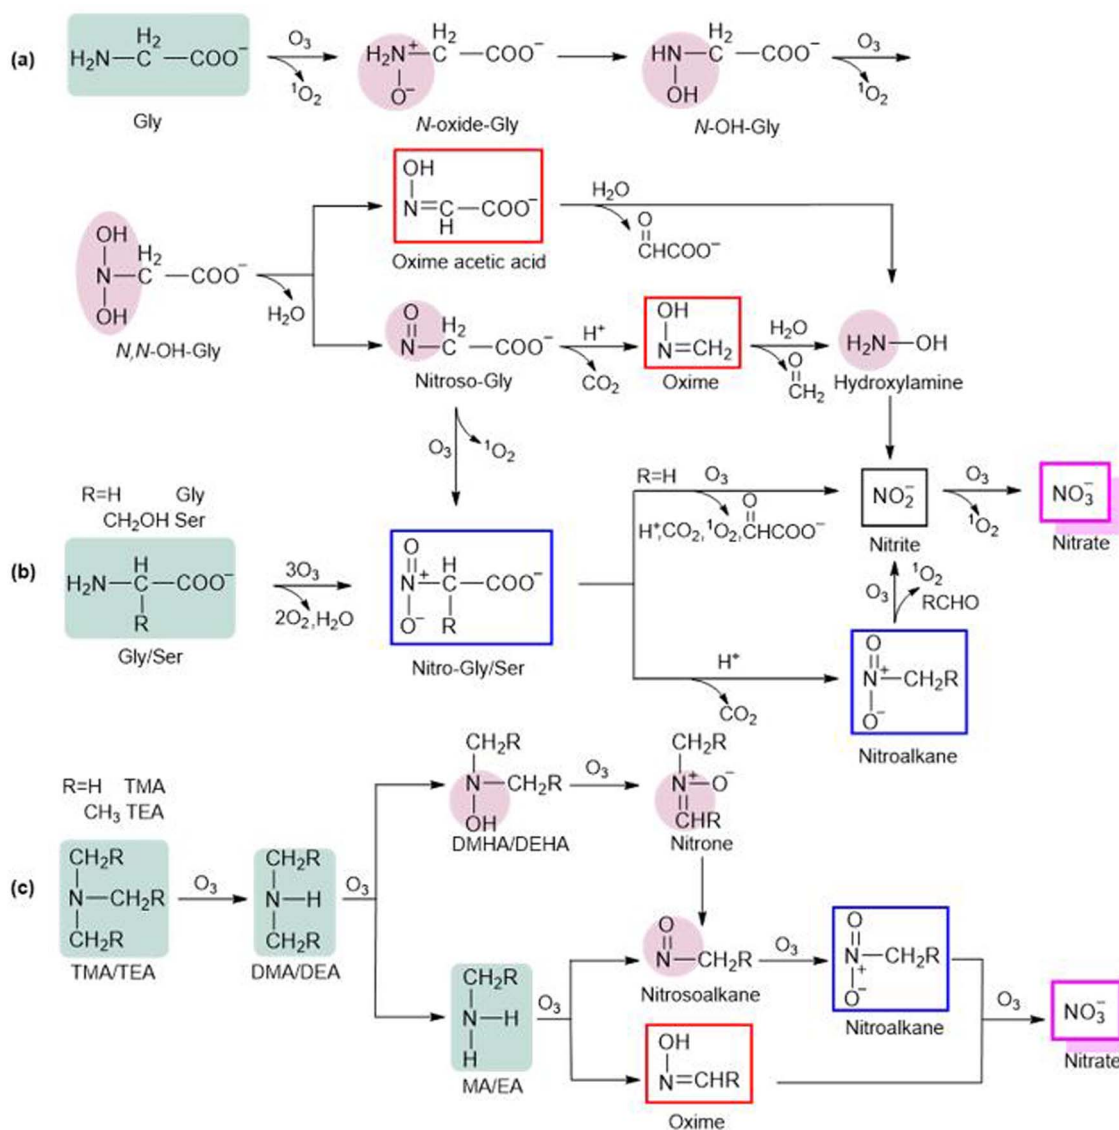 (a)
H₂N—C—COO⁻
H₂
Gly
O₃
¹O₂
H₂N⁺—C—COO⁻
H₂
O⁻
N-oxide-Gly
HN—C—COO⁻
H₂
OH
N-OH-Gly
O₃
¹O₂
OH
N—C—COO⁻
H₂
OH
N,N-OH-Gly
H₂O
OH
N=C—COO⁻
H
Oxime acetic acid
H₂O
O
CHCOO⁻
O
N—C—COO⁻
H₂
Nitroso-Gly
H⁺
CO₂
OH
N=CH₂
Oxime
H₂O
O
CH₂
H₂N—OH
Hydroxylamine
O₃
¹O₂
(b)
R=H Gly
CH₂OH Ser
H
H₂N—C—COO⁻
R
Gly/Ser
3O₃
2O₂,H₂O
O
N⁺—C—COO⁻
H
O⁻ R
Nitro-Gly/Ser
R=H
O₃
H⁺,CO₂,¹O₂,CHCOO⁻
O
NO₂⁻
Nitrite
O₃
¹O₂
NO₃⁻
Nitrate
O₃
¹O₂
RCHO
H⁺
CO₂
O
N⁺—CH₂R
O⁻
Nitroalkane
(c)
R=H TMA
CH₃ TEA
CH₂R
N—CH₂R
CH₂R
TMA/TEA
O₃
CH₂R
N—H
CH₂R
DMA/DEA
O₃
CH₂R
N—CH₂R
OH
DMHA/DEHA
O₃
CH₂R
N⁺—O⁻
CHR
Nitrone
CH₂R
N—H
H
MA/EA
O₃
O
N—CH₂R
Nitrosoalkane
O₃
O
N—CH₂R
+
O⁻
Nitroalkane
OH
N=CHR
Oxime
O₃
NO₃⁻
Nitrate